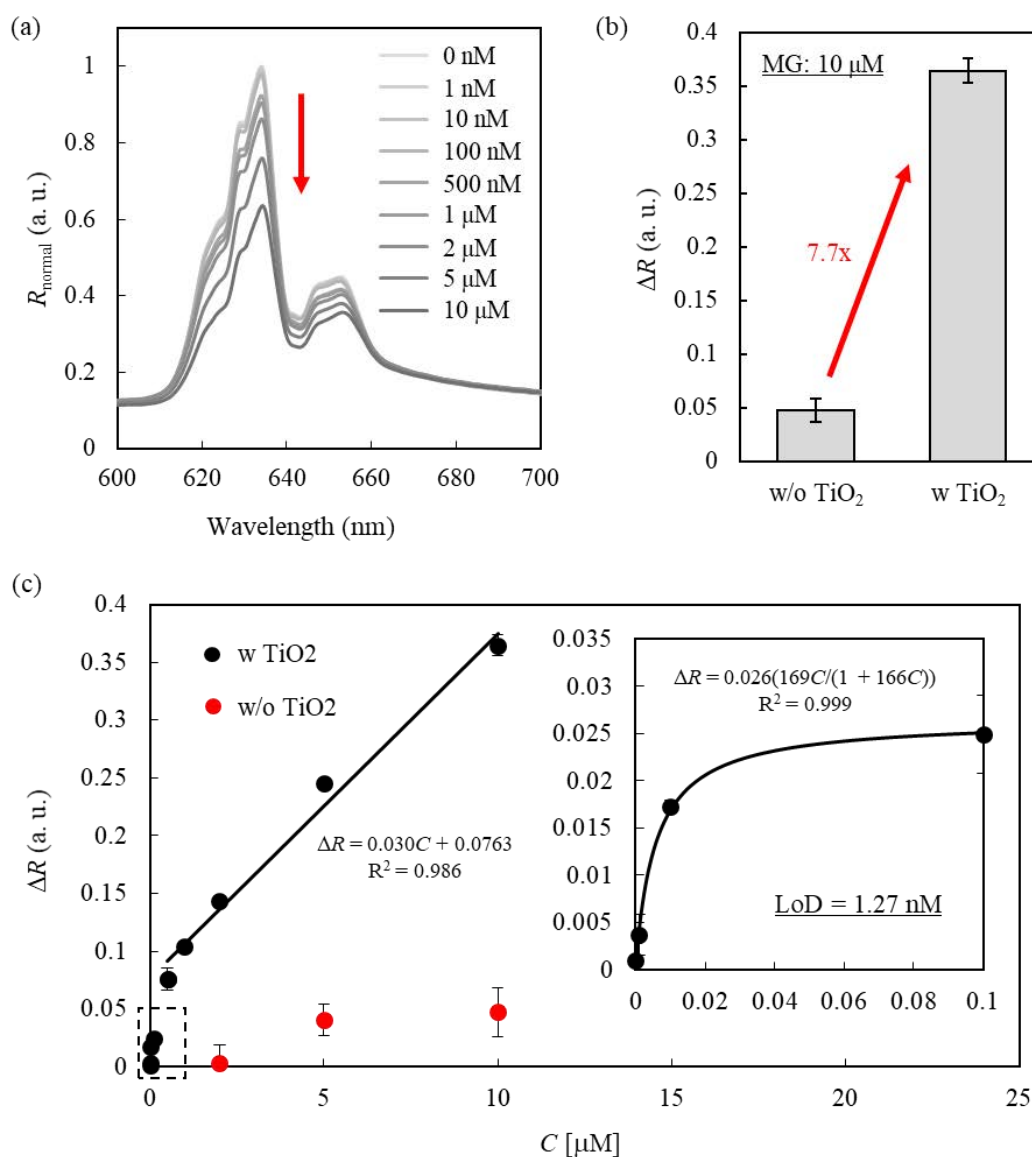 (a)
R_normal (a. u.)
1
0.8
0.6
0.4
0.2
0
600
620
640
660
680
700
Wavelength (nm)
0 nM
1 nM
10 nM
100 nM
500 nM
1 μM
2 μM
5 μM
10 μM
(b)
ΔR (a. u.)
0.4
0.35
0.3
0.25
0.2
0.15
0.1
0.05
0
MG: 10 μM
7.7x
w/o TiO₂
w TiO₂
(c)
ΔR (a. u.)
0.4
0.35
0.3
0.25
0.2
0.15
0.1
0.05
0
w TiO2
w/o TiO2
ΔR = 0.030C + 0.0763
R² = 0.986
0
5
10
15
20
25
C [μM]
0.035
0.03
0.025
0.02
0.015
0.01
0.005
0
ΔR = 0.026(169C/(1 + 166C))
R² = 0.999
LoD = 1.27 nM
0
0.02
0.04
0.06
0.08
0.1